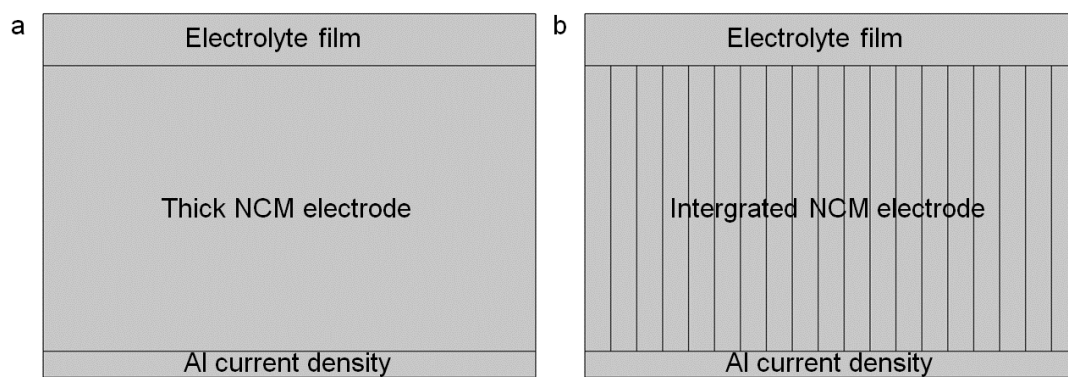 a
Electrolyte film
Thick NCM electrode
Al current density
b
Electrolyte film
Intergrated NCM electrode
Al current density